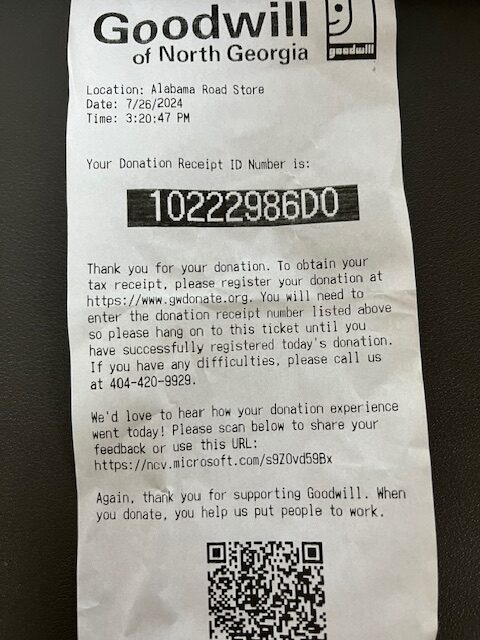 Goodwill
of North Georgia
goodwill
Location: Alabama Road Store
Date: 7/26/2024
Time: 3:20:47 PM
Your Donation Receipt ID Number is:
10222986D0
Thank you for your donation. To obtain your
tax receipt, please register your donation at
https://www.gwdonate.org. You will need to
enter the donation receipt number listed above
so please hang on to this ticket until you
have successfully registered today's donation.
If you have any difficulties, please call us
at 404-420-9929.
We'd love to hear how your donation experience
went today! Please scan below to share your
feedback or use this URL:
https://ncv.microsoft.com/s9ZOvd59Bx
Again, thank you for supporting Goodwill. When
you donate, you help us put people to work.